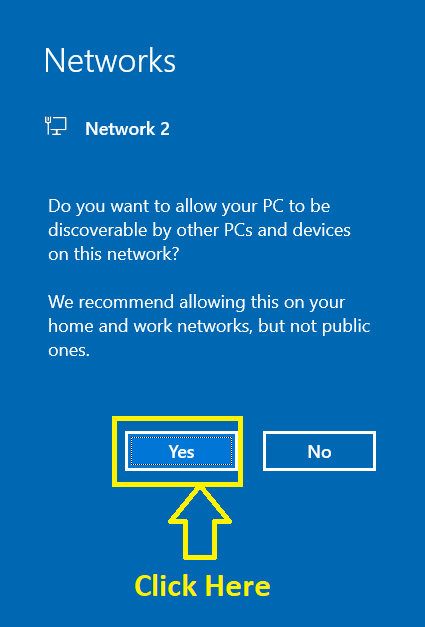 Networks
Network 2
Do you want to allow your PC to be
discoverable by other PCs and devices
on this network?
We recommend allowing this on your
home and work networks, but not public
ones.
Yes
No
Click Here